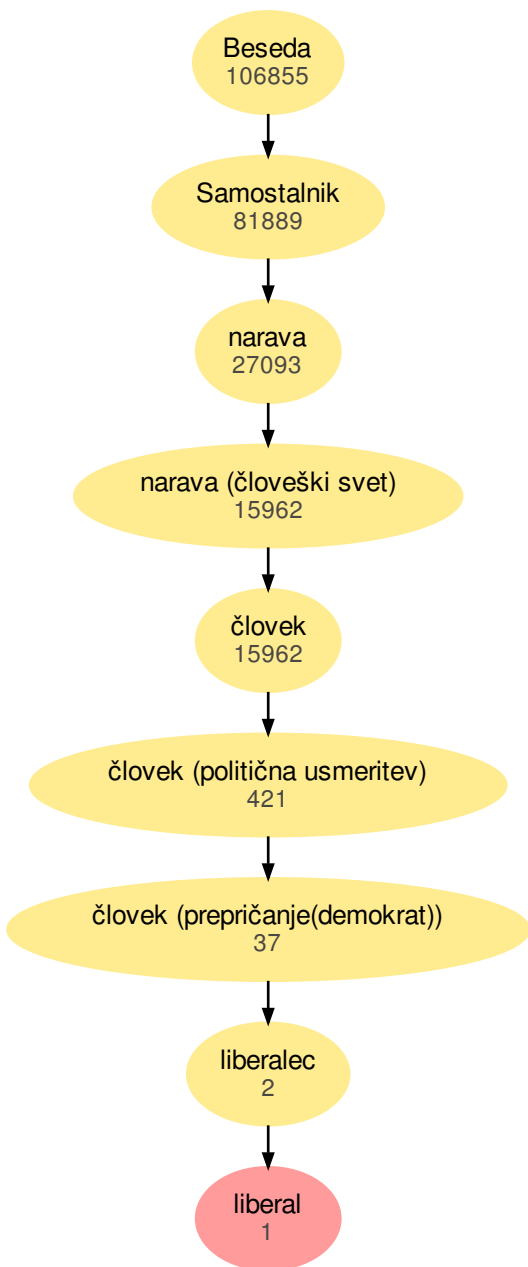 Beseda
106855
Samostalnik
81889
narava
27093
narava (človeški svet)
15962
človek
15962
človek (politična usmeritev)
421
človek (prepričanje(demokrat))
37
liberalec
2
liberal
1